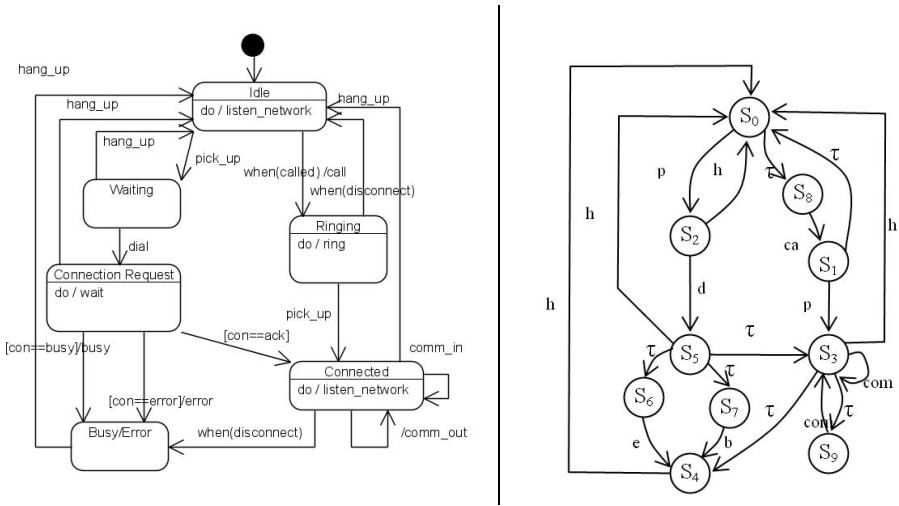 hang_up
Idle
do / listen_network
hang_up
hang_up
hang_up
pick_up
when(called) /call
when(disconnect)
Waiting
Ringing
do / ring
dial
Connection Request
do / wait
pick_up
[con==ack]
comm_in
[con==busy]/busy
Connected
do / listen_network
[con==error]/error
/comm_out
when(disconnect)
Busy/Error
S0
p
h
τ
τ
S8
S2
ca
S1
h
h
h
d
p
τ
S5
S3
τ
τ
com
S6
S7
τ
com
τ
e
b
S9
S4